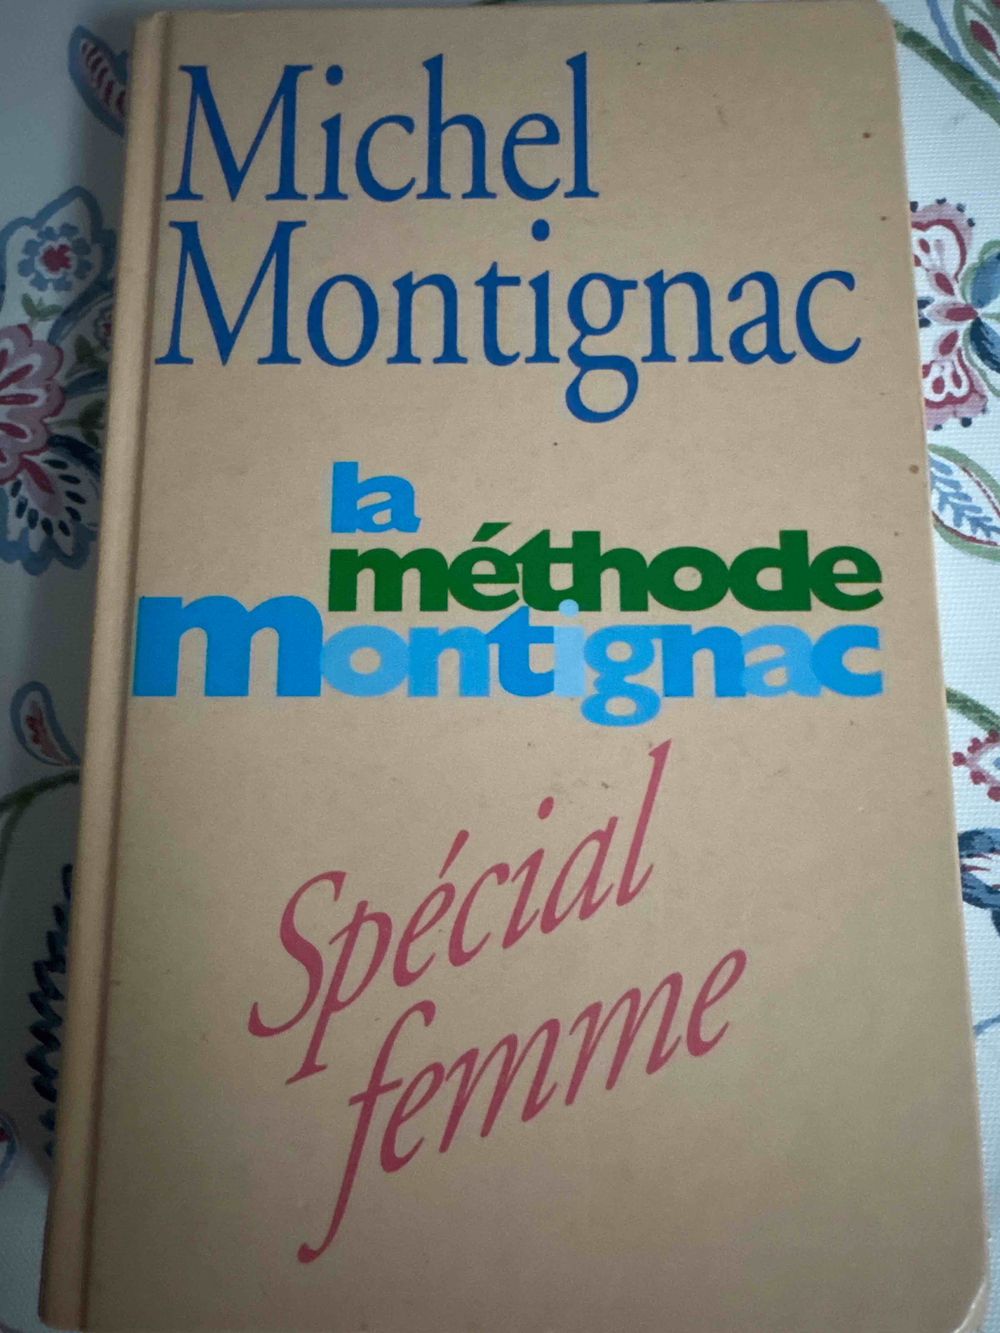 Michel
Montignac
la
méthode
montignac
Spécial
femme